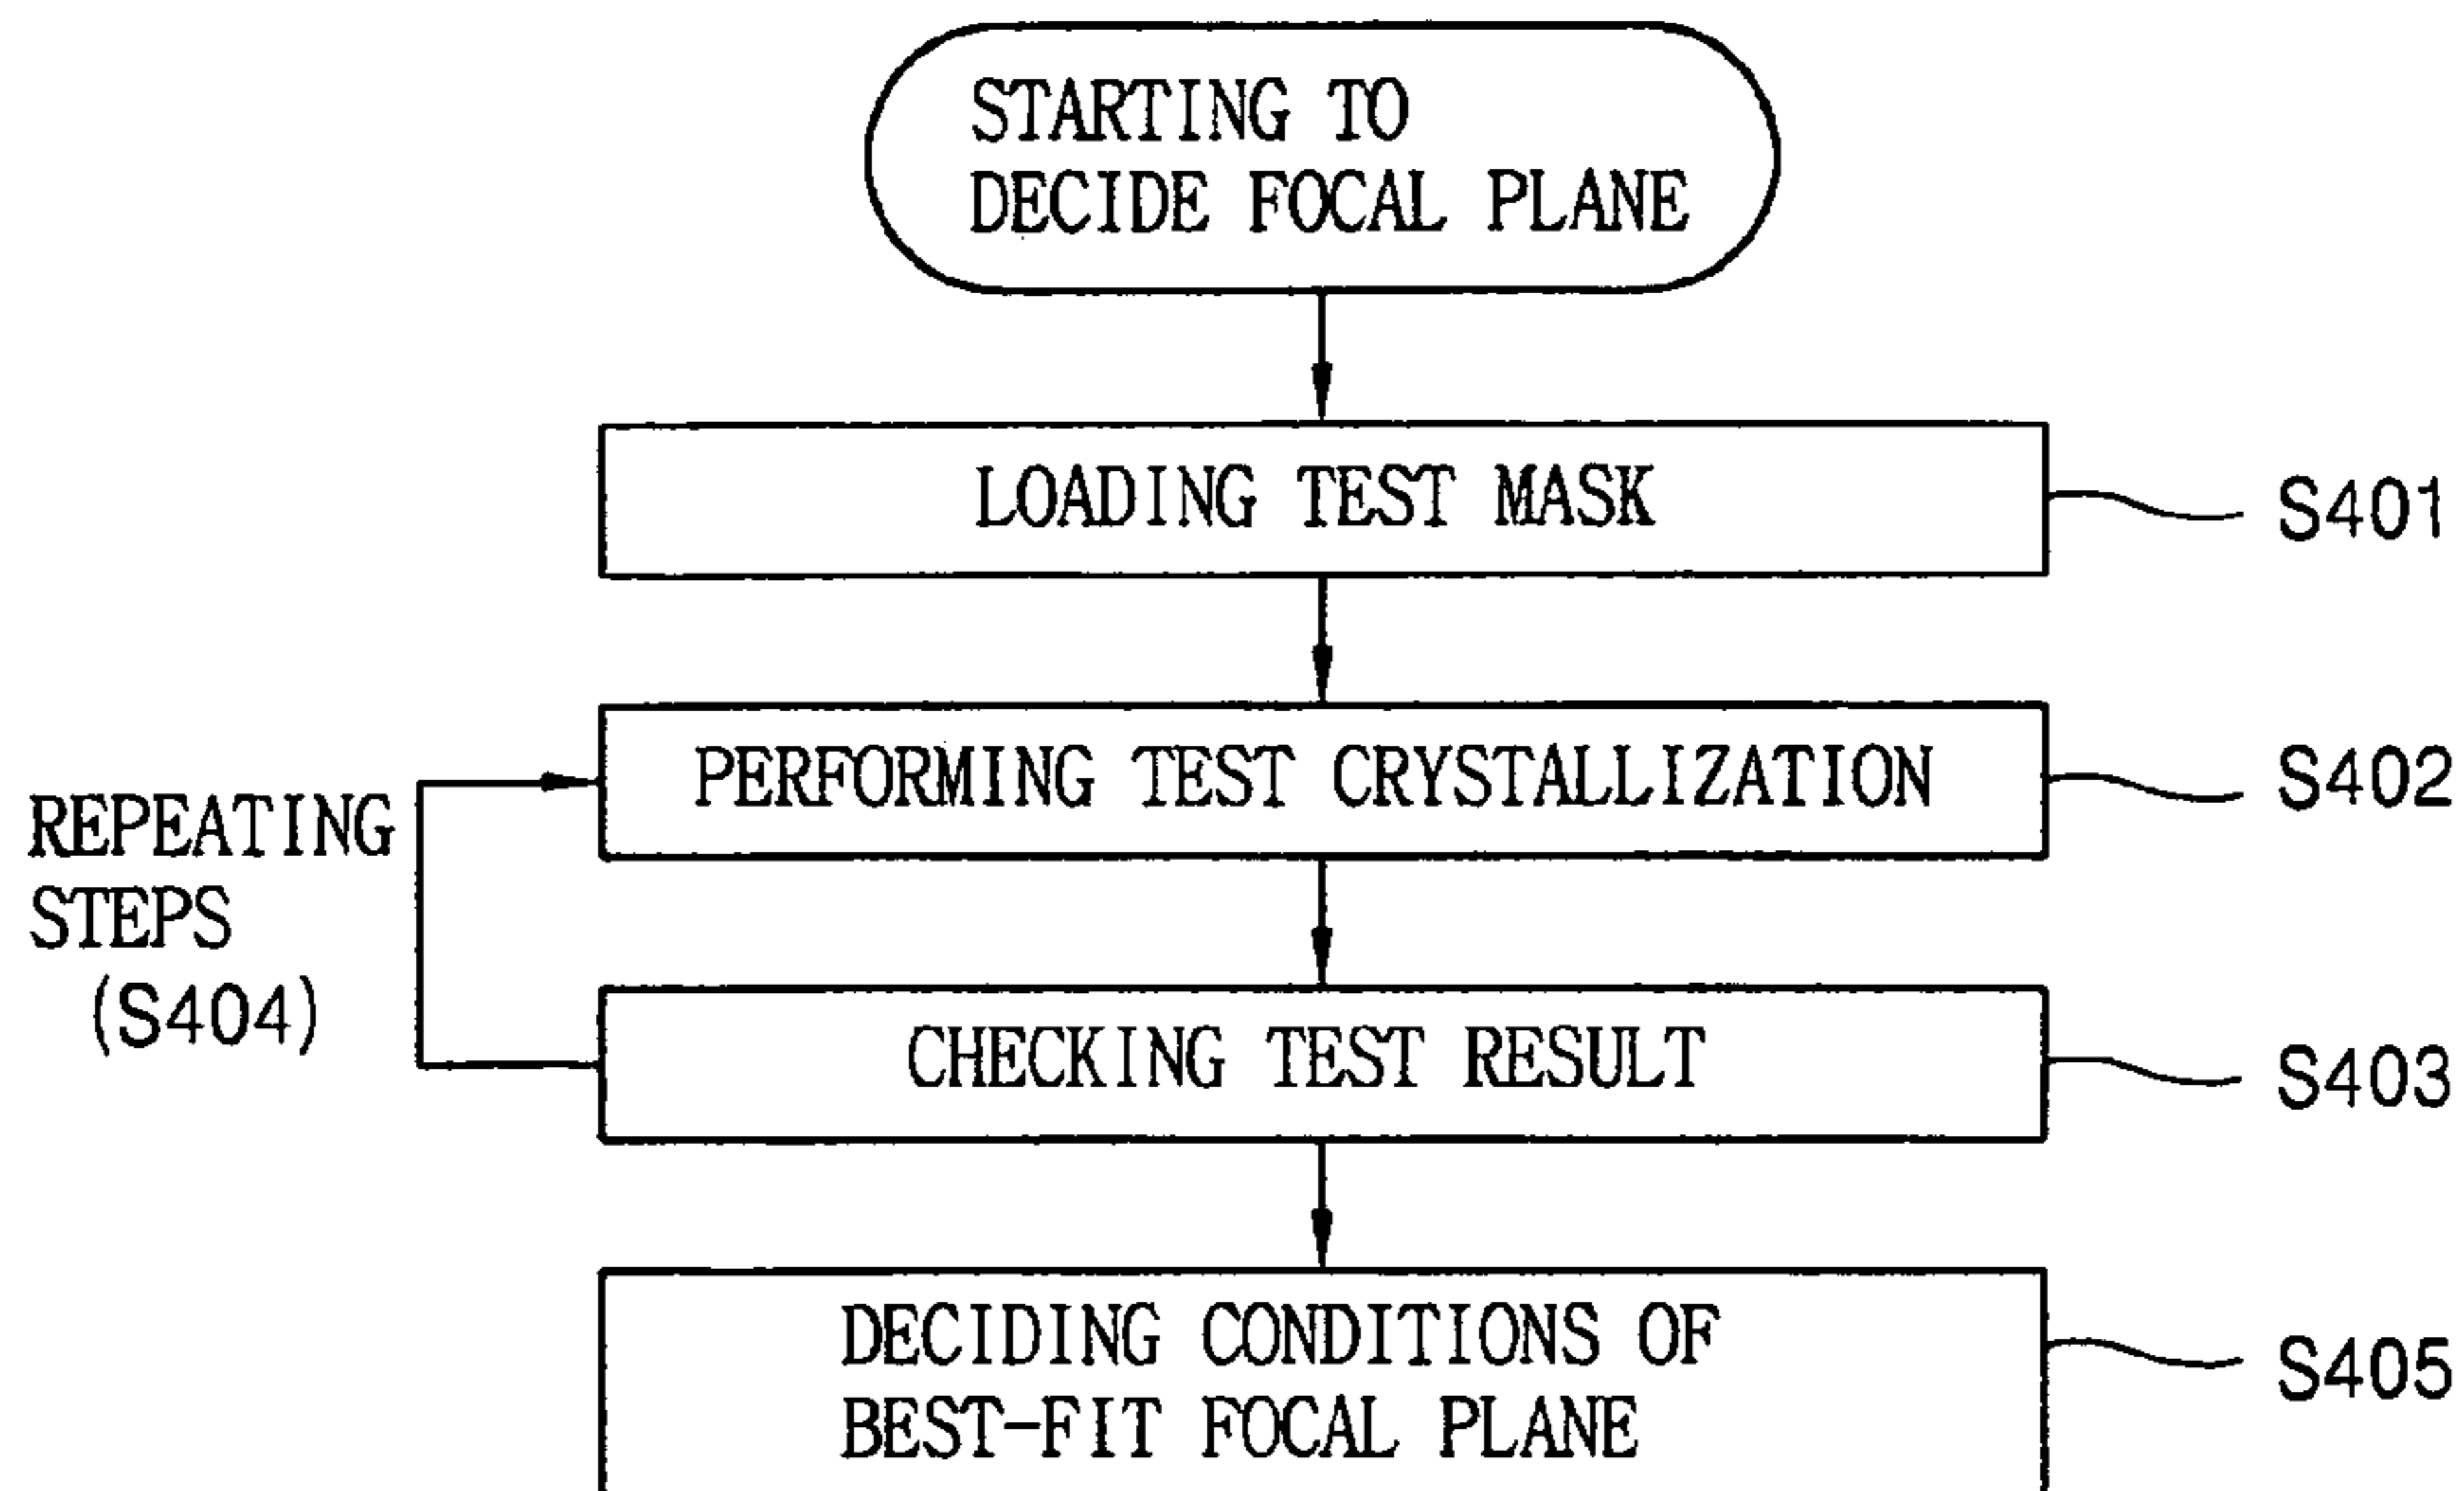 STARTING TO
DECIDE FOCAL PLANE
LOADING TEST MASK
S401
PERFORMING TEST CRYSTALLIZATION
S402
REPEATING
STEPS
(S404)
CHECKING TEST RESULT
S403
DECIDING CONDITIONS OF
BEST-FIT FOCAL PLANE
S405